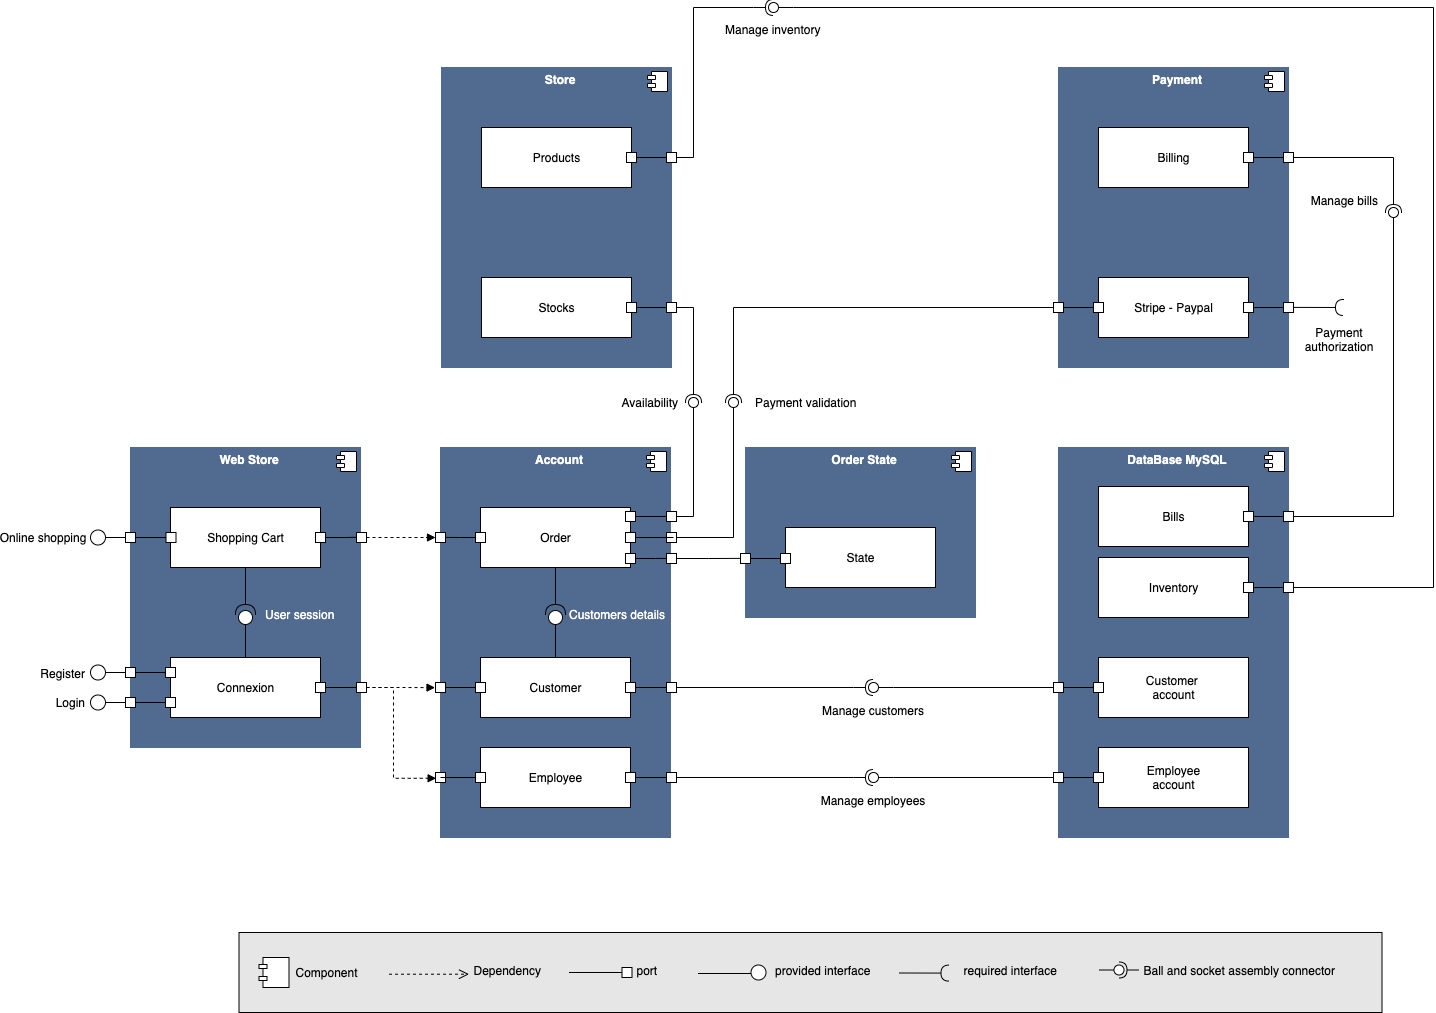 Manage inventory
Store
Payment
Products
Billing
Manage bills
Stocks
Stripe - Paypal
Payment
authorization
Availability
Payment validation
Web Store
Account
Order State
DataBase MySQL
Bills
Online shopping
Shopping Cart
Order
State
Inventory
User session
Customers details
Register
Connexion
Customer
Customer
account
Login
Manage customers
Employee
Employee
account
Manage employees
Component
Dependency
port
provided interface
required interface
Ball and socket assembly connector